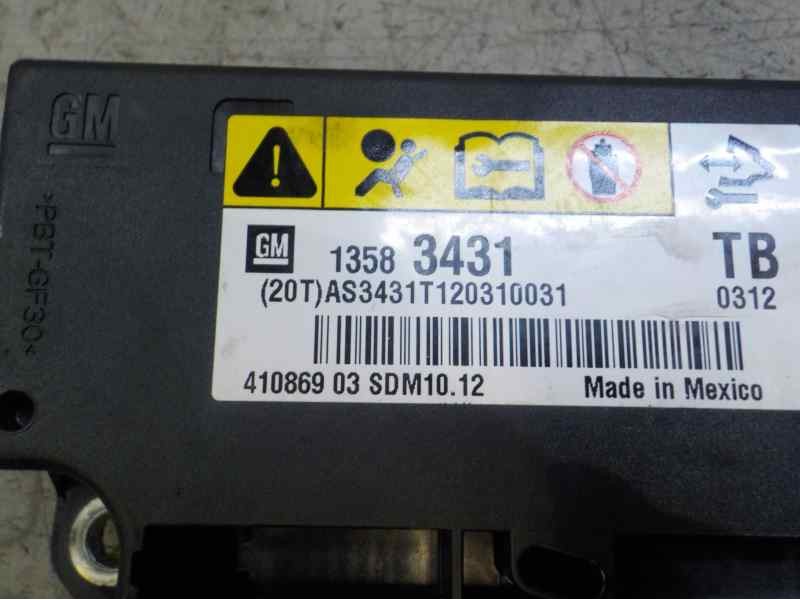 GM
*PBT-GF30*
GM 1358 3431 TB
(20T)AS3431T120310031 0312
410869 03 SDM10.12 Made in Mexico